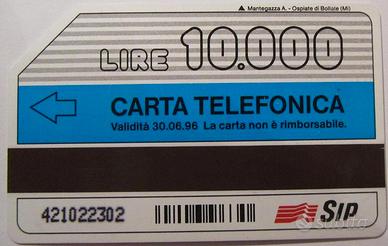 Mantegazza A. - Ospiate di Bollate (Mi)
LIRE 10.000
CARTA TELEFONICA
Validità 30.06.96 La carta non è rimborsabile.
421022302
SIP
subito